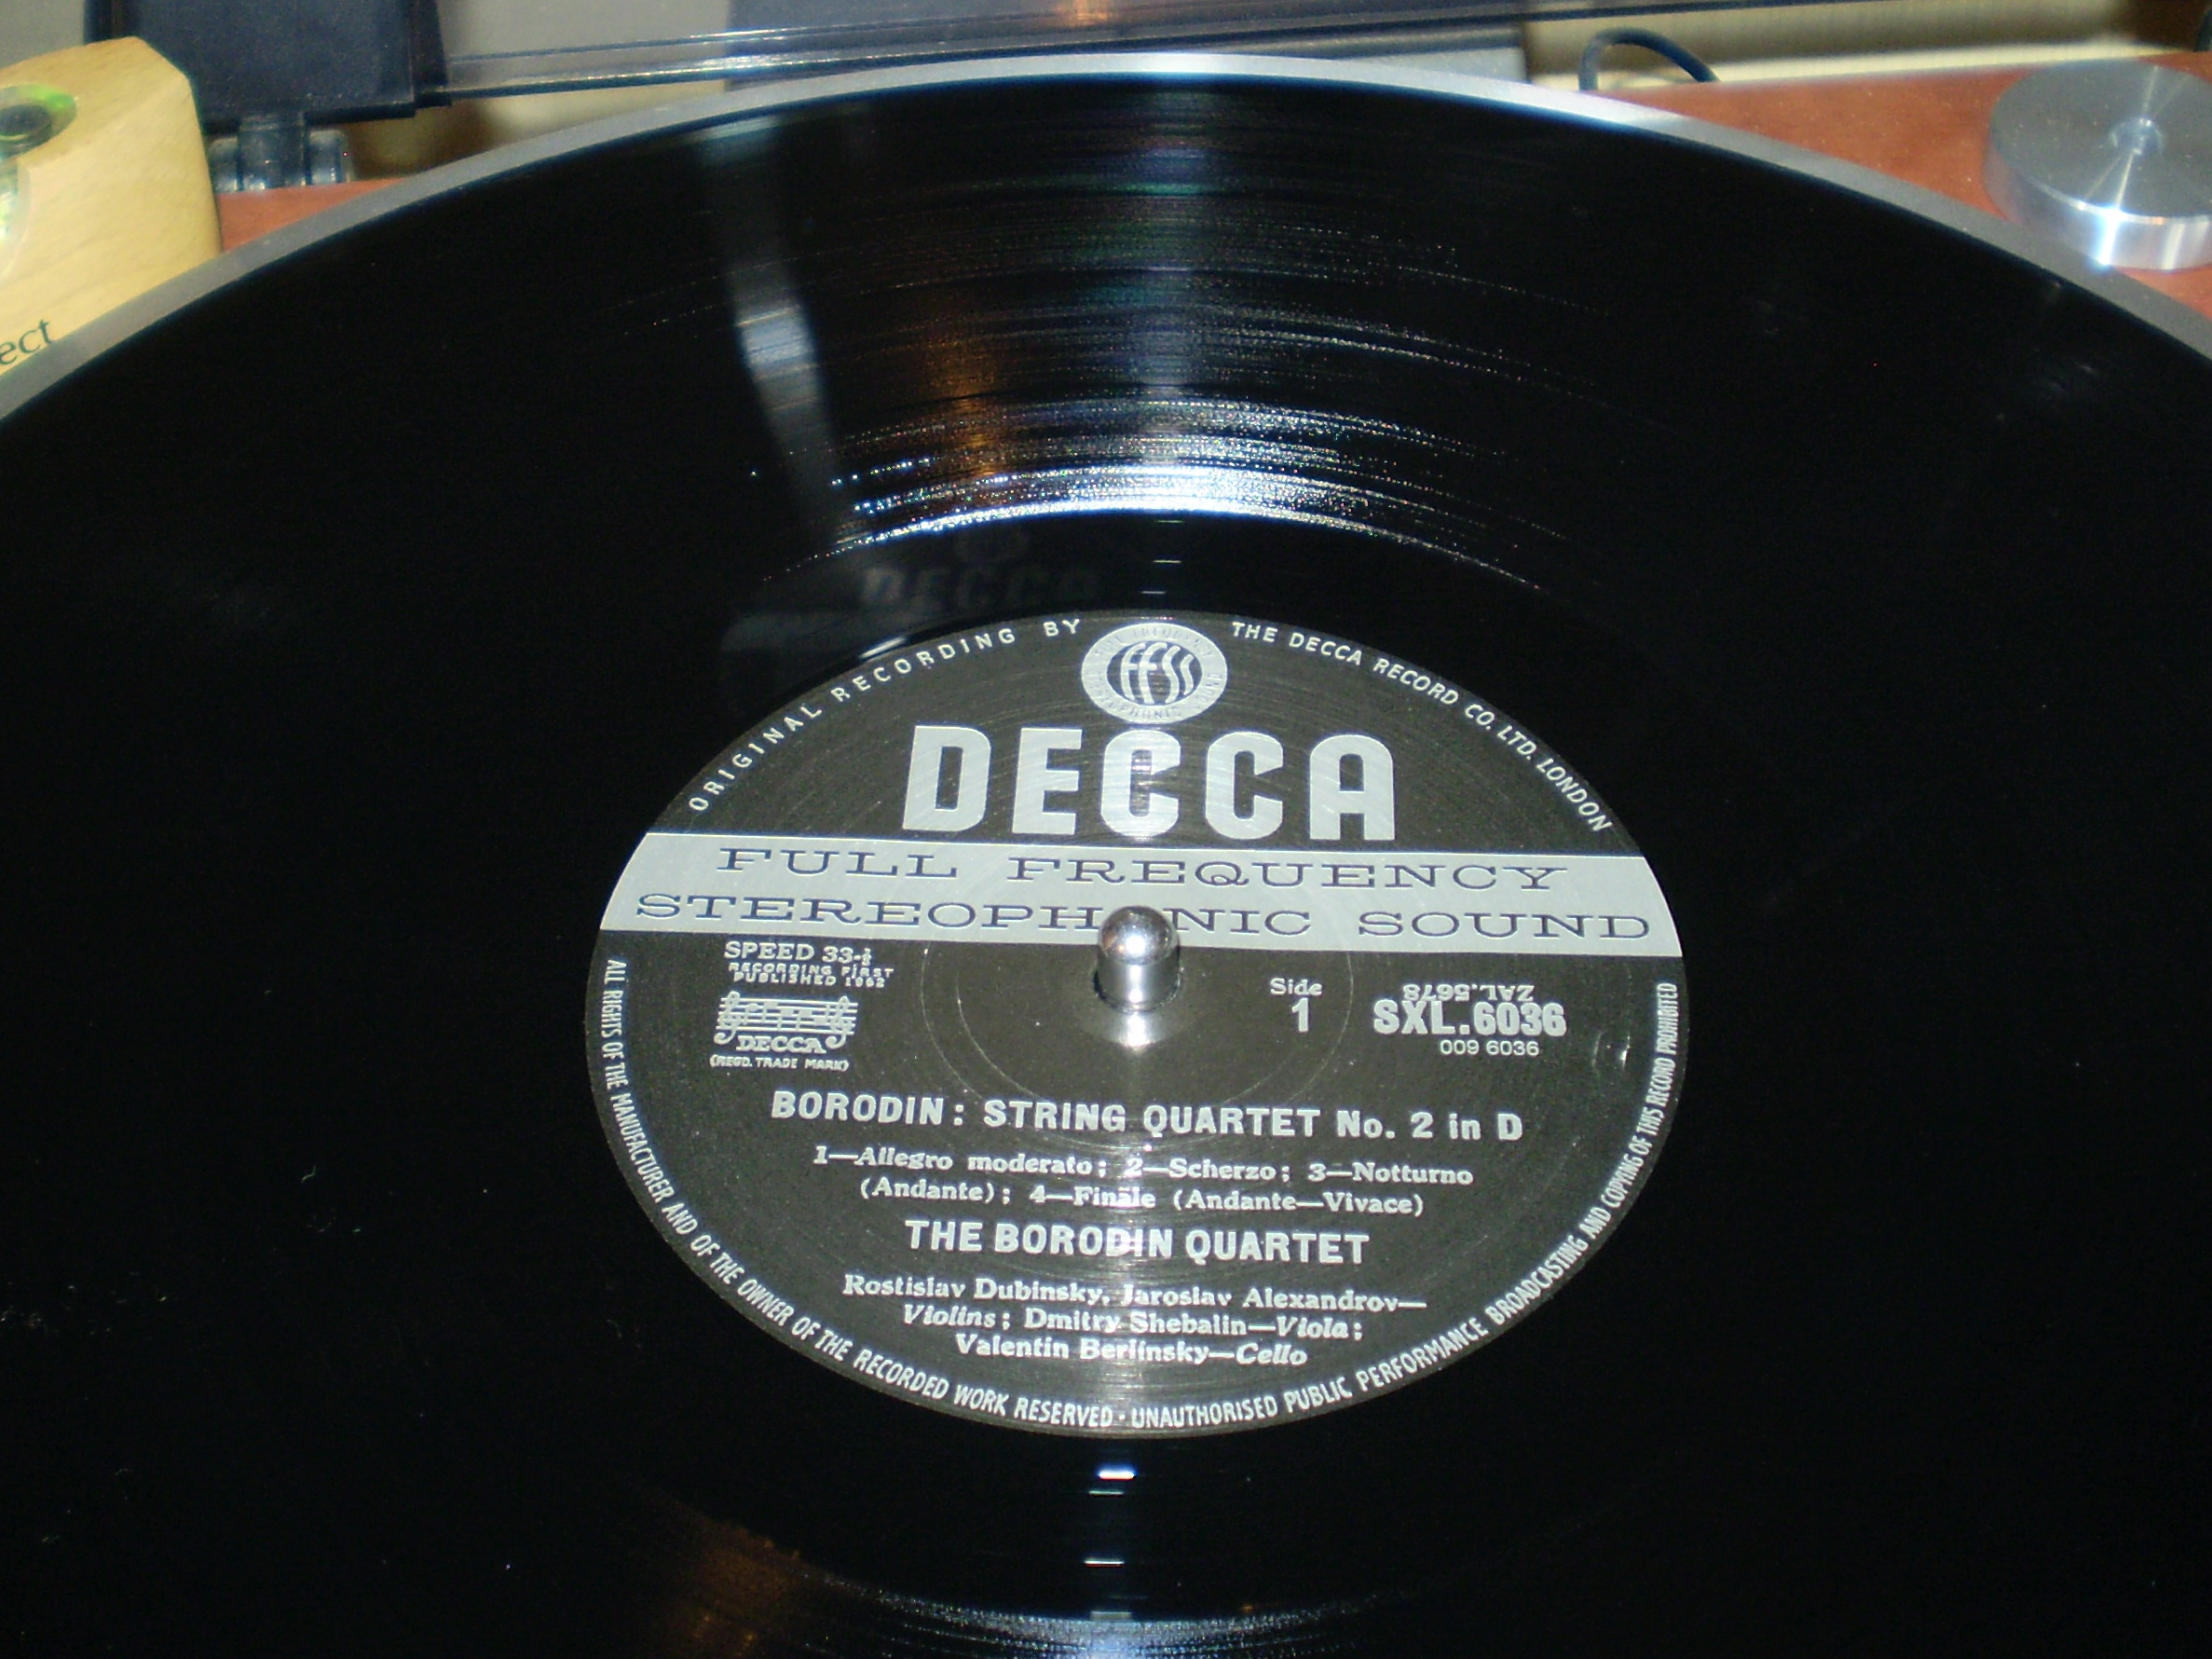 ect
ORIGINAL RECORDING BY THE DECCA RECORD CO. LTD. LONDON
FFSS
DECCA
FULL FREQUENCY
STEREOPHONIC SOUND
SPEED 33⅓
RECORDING FIRST
PUBLISHED 1962
DECCA
(REGD. TRADE MARK)
Side
1
ZAL.5678
SXL.6036
009 6036
BORODIN: STRING QUARTET No. 2 in D
1—Allegro moderato; 2—Scherzo; 3—Notturno
(Andante); 4—Finale (Andante—Vivace)
THE BORODIN QUARTET
Rostislav Dubinsky, Jaroslav Alexandrov—
Violins; Dmitry Shebalin—Viola;
Valentin Berlinsky—Cello
ALL RIGHTS OF THE MANUFACTURER AND OF THE OWNER OF THE RECORDED WORK RESERVED · UNAUTHORISED PUBLIC PERFORMANCE BROADCASTING AND COPYING OF THIS RECORD PROHIBITED